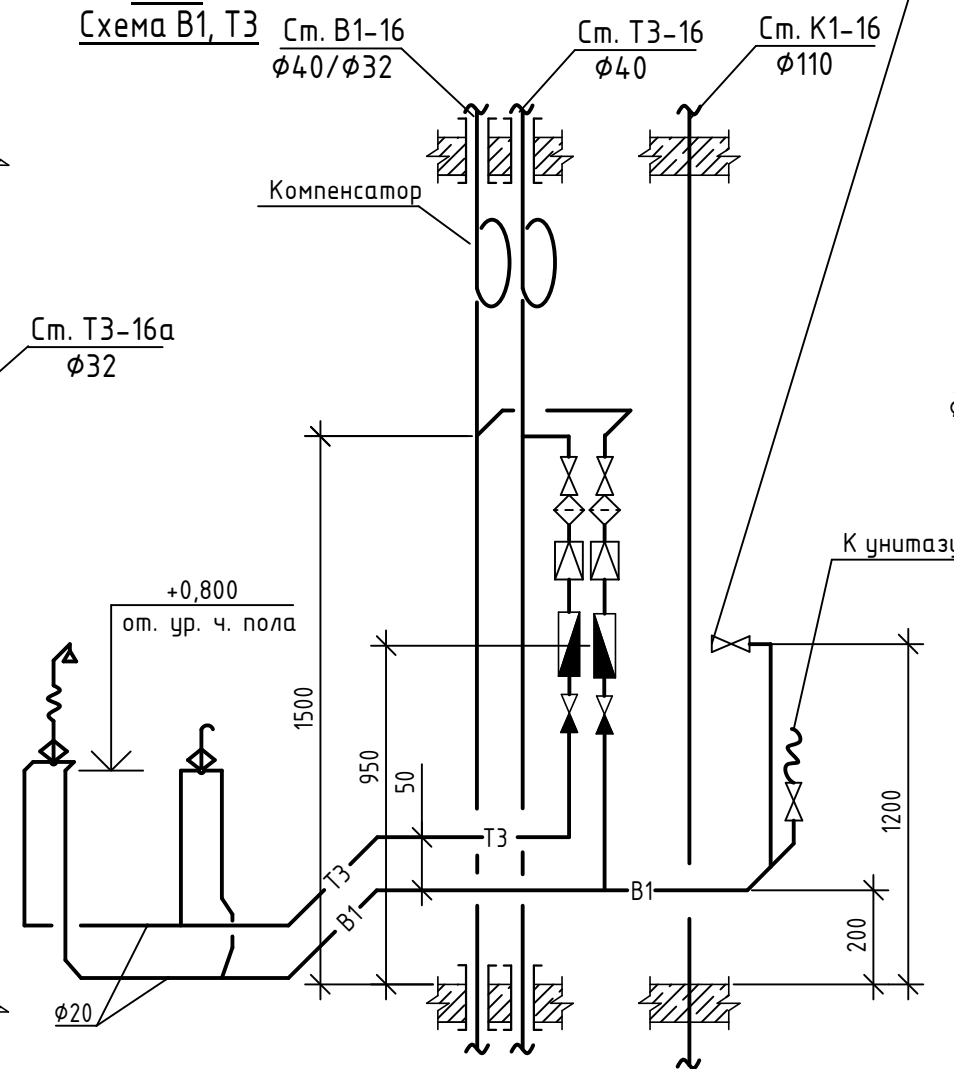 Схема В1, Т3
Ст. В1-16
Ф40/Ф32
Ст. Т3-16
Ф40
Ст. К1-16
Ф110
Компенсатор
Ст. Т3-16а
Ф32
К унитазу
+0,800
от. ур. ч. пола
1500
950
50
Т3
Т3
В1
В1
1200
200
Ф20